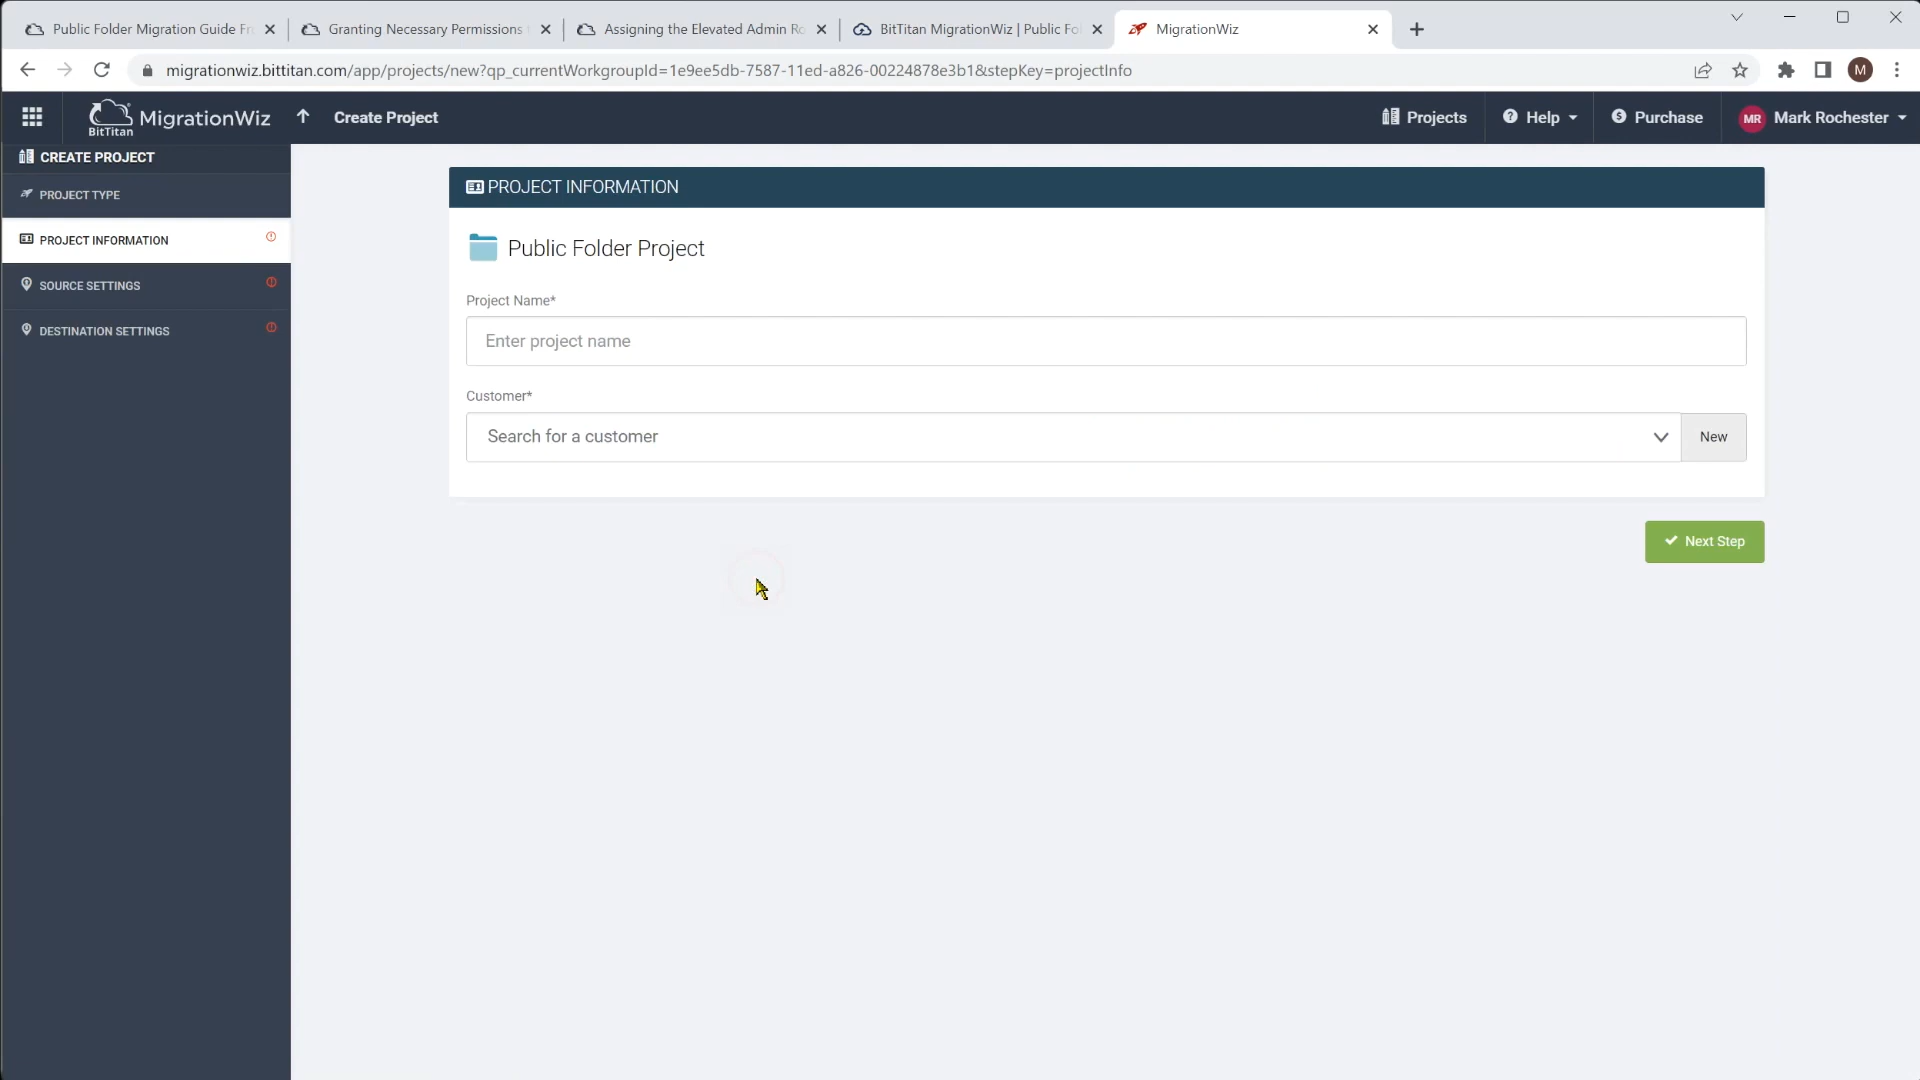 Public Folder Migration Guide Fr
Granting Necessary Permissions
Assigning the Elevated Admin Ro
BitTitan MigrationWiz | Public Fol
MigrationWiz
migrationwiz.bittitan.com/app/projects/new?qp_currentWorkgroupId=1e9ee5db-7587-11ed-a826-00224878e3b1&stepKey=projectInfo
M
BitTitan MigrationWiz
Create Project
Projects
Help
Purchase
MR
Mark Rochester
CREATE PROJECT
PROJECT TYPE
PROJECT INFORMATION
SOURCE SETTINGS
DESTINATION SETTINGS
PROJECT INFORMATION
Public Folder Project
Project Name*
Enter project name
Customer*
Search for a customer
New
Next Step